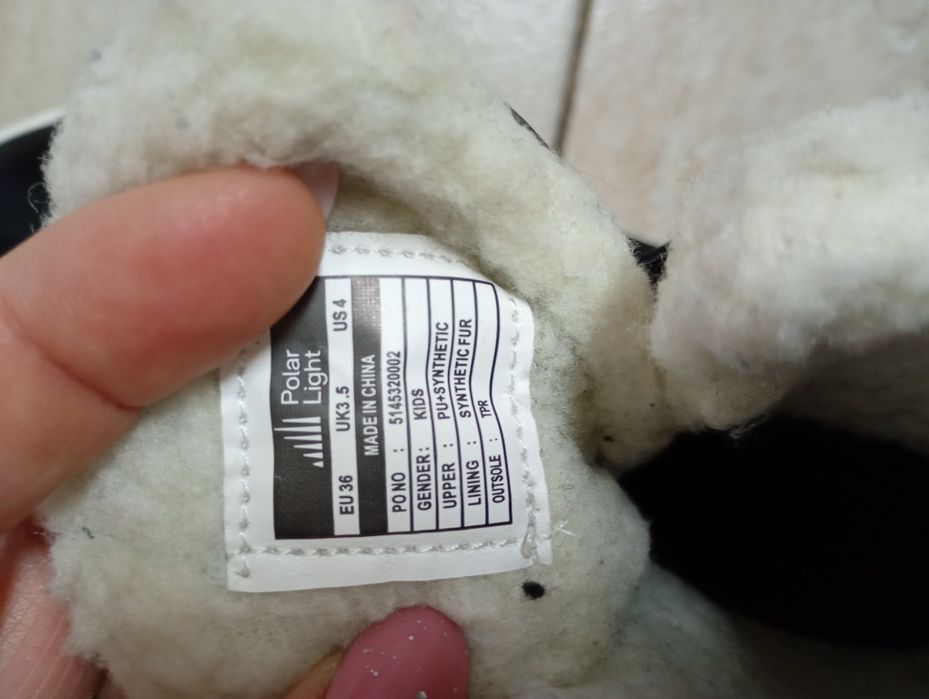 Polar
Light
EU 36 UK3.5 US 4
MADE IN CHINA
PO NO : 5145320002
GENDER : KIDS
UPPER : PU+SYNTHETIC
LINING : SYNTHETIC FUR
OUTSOLE : TPR